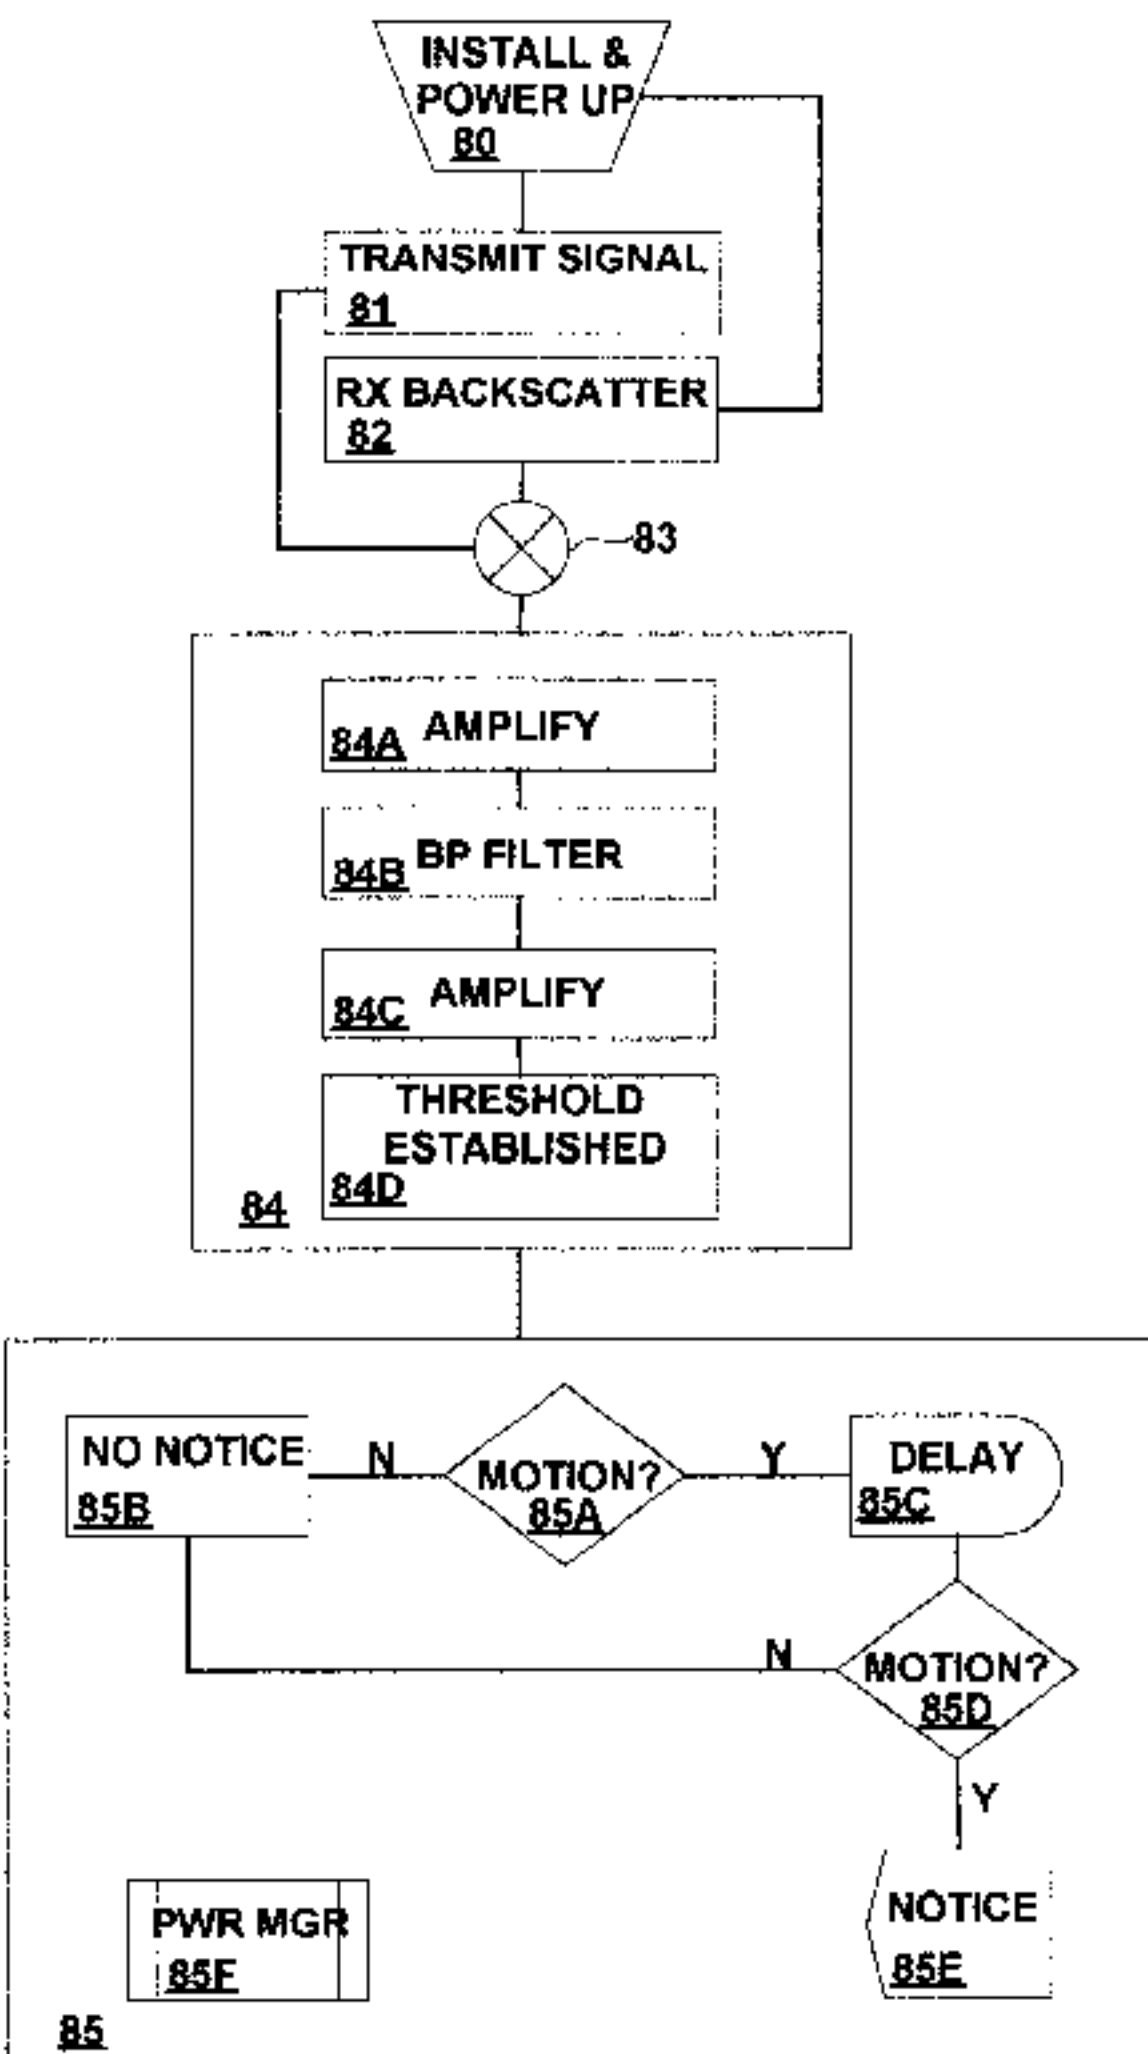 INSTALL &
POWER UP
80
TRANSMIT SIGNAL
81
RX BACKSCATTER
82
83
AMPLIFY
84A
BP FILTER
84B
AMPLIFY
84C
THRESHOLD
ESTABLISHED
84D
84
NO NOTICE
85B
N
MOTION?
85A
Y
DELAY
85C
N
MOTION?
85D
Y
PWR MGR
85F
NOTICE
85E
85